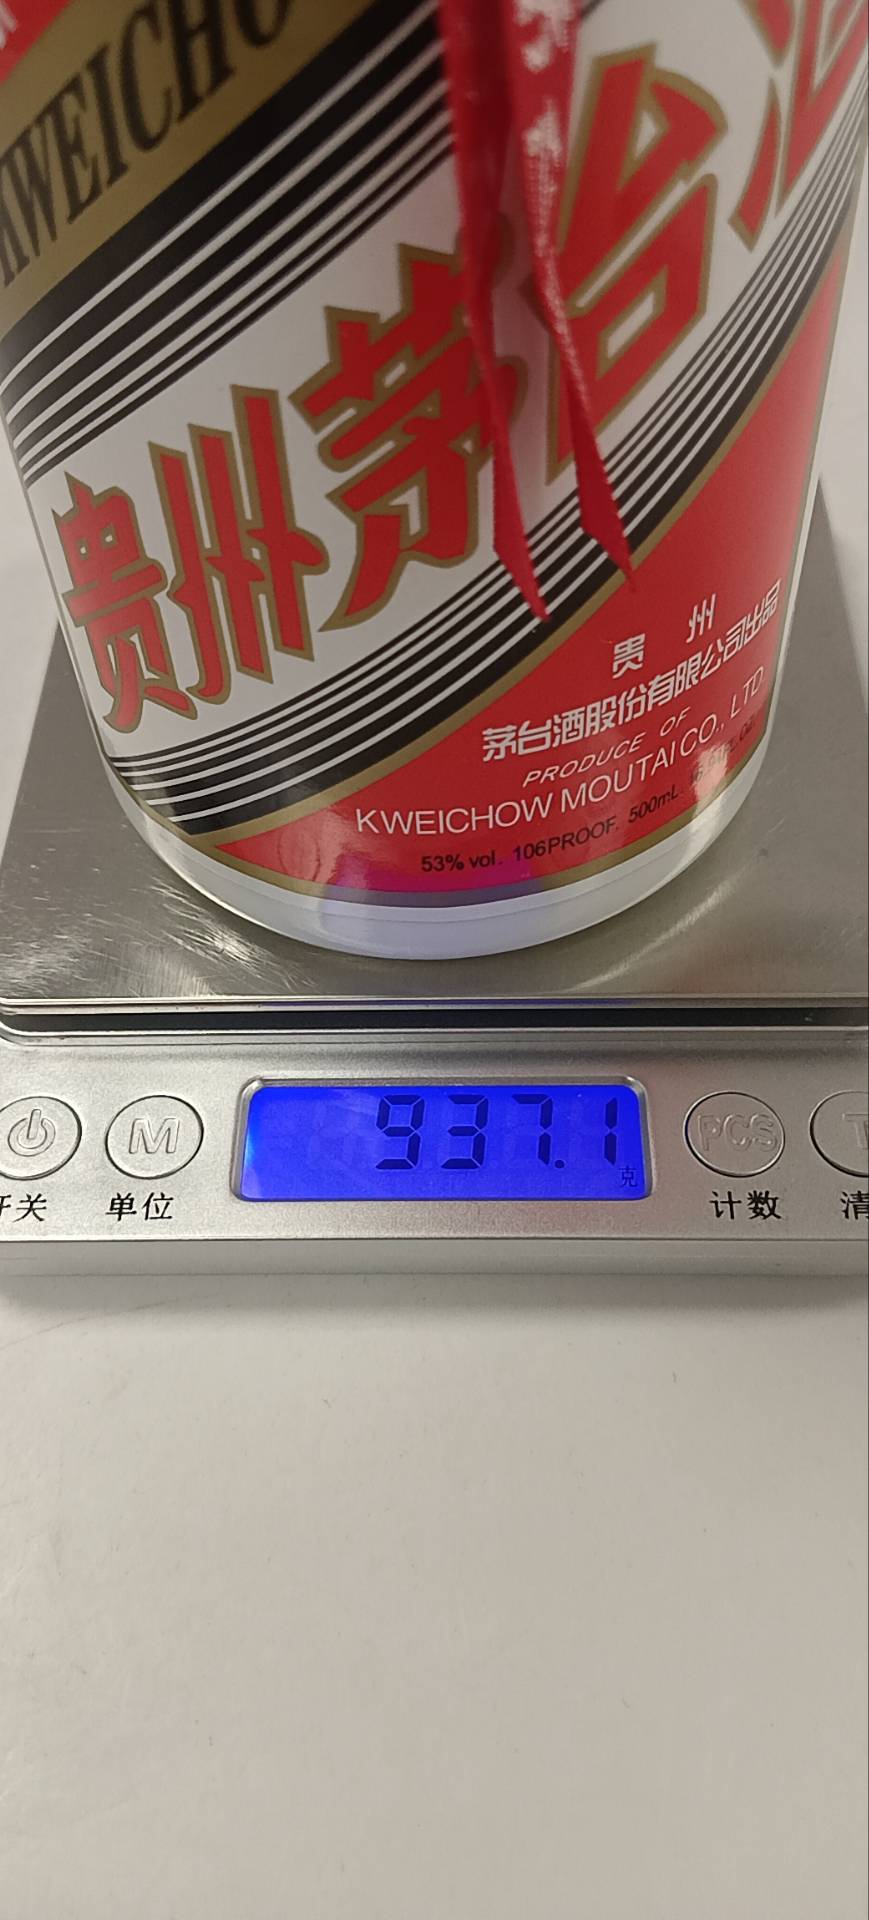 KWEICHO
贵州茅台酒
贵 州
茅台酒股份有限公司出品
PRODUCE OF
KWEICHOW MOUTAI CO., LTD.
53% vol. 106PROOF. 500mL
937.1
克
M
PCS
T
开关
单位
计数
清